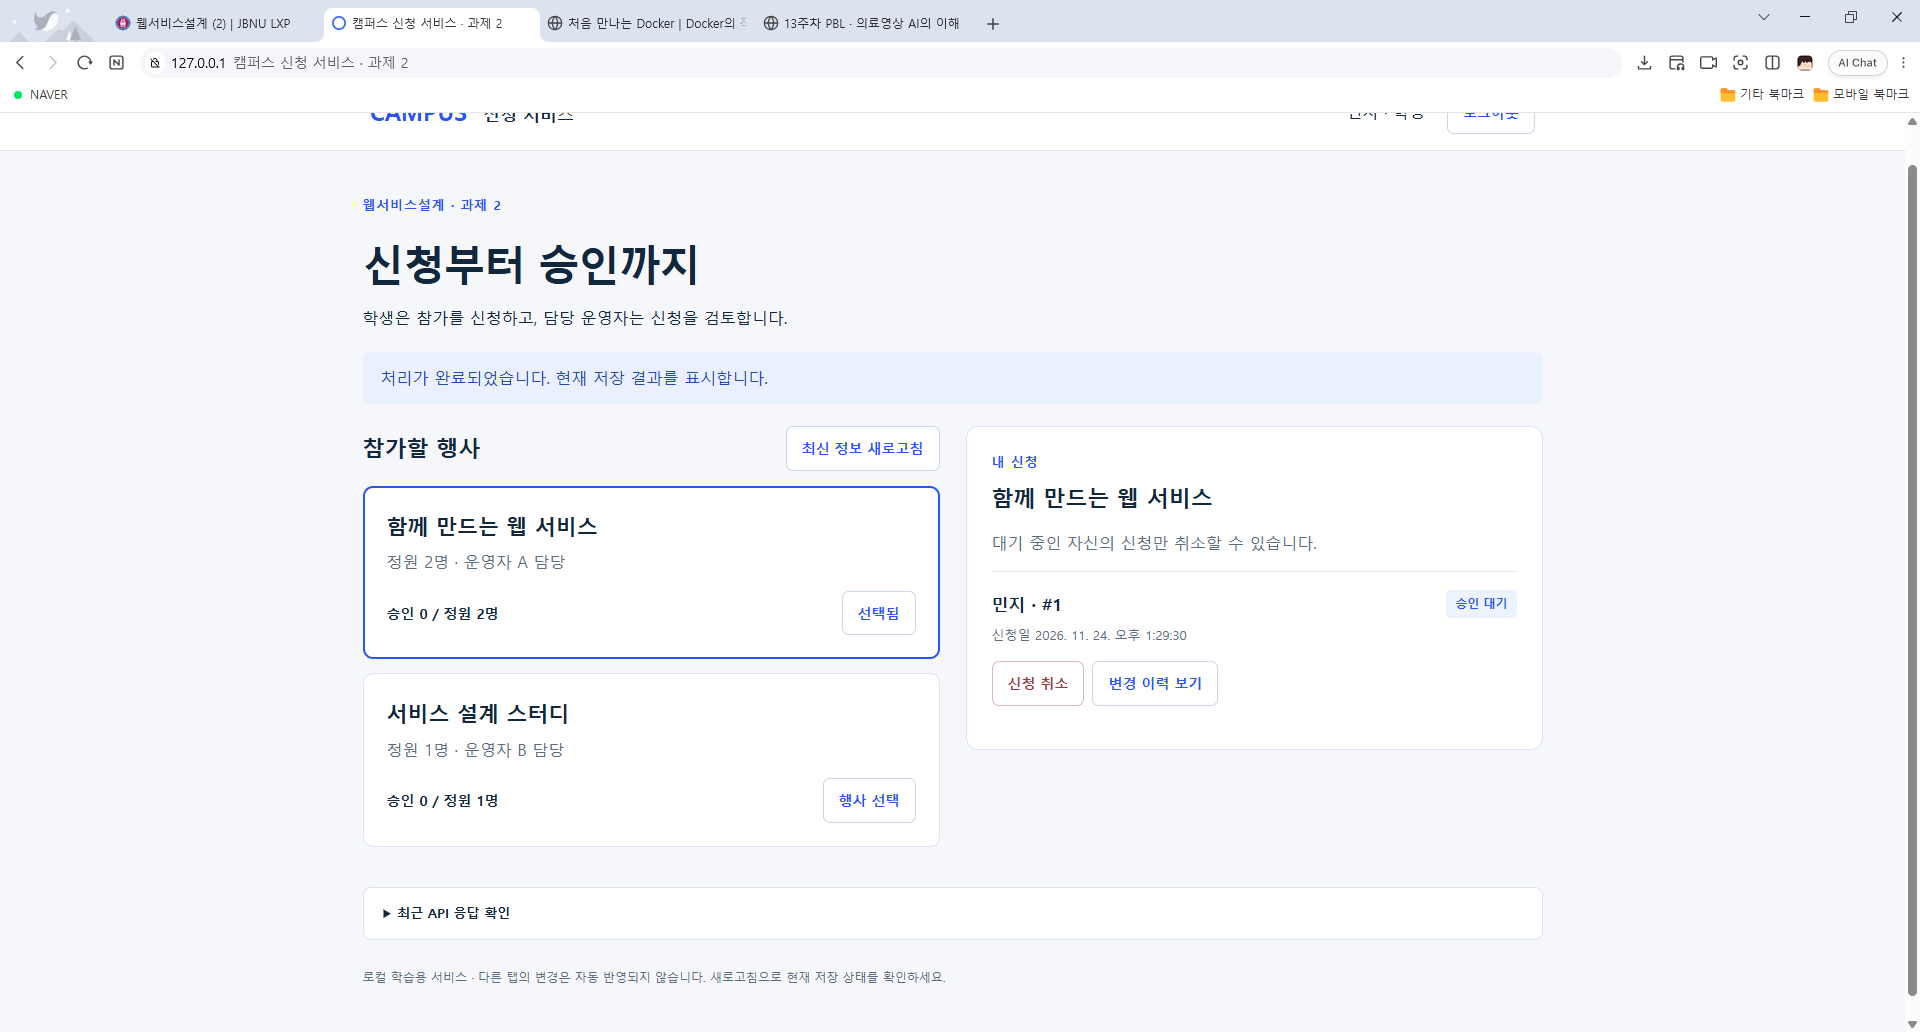 웹서비스설계 (2) | JBNU LXP
캠퍼스 신청 서비스 · 과제 2
처음 만나는 Docker | Docker의
13주차 PBL · 의료영상 AI의 이해
127.0.0.1 캠퍼스 신청 서비스 · 과제 2
AI Chat
NAVER
기타 북마크
모바일 북마크
CAMPUS 신청 서비스
민지 · 학생
로그아웃
웹서비스설계 · 과제 2
신청부터 승인까지
학생은 참가를 신청하고, 담당 운영자는 신청을 검토합니다.
처리가 완료되었습니다. 현재 저장 결과를 표시합니다.
참가할 행사
최신 정보 새로고침
함께 만드는 웹 서비스
정원 2명 · 운영자 A 담당
승인 0 / 정원 2명
선택됨
서비스 설계 스터디
정원 1명 · 운영자 B 담당
승인 0 / 정원 1명
행사 선택
내 신청
함께 만드는 웹 서비스
대기 중인 자신의 신청만 취소할 수 있습니다.
민지 · #1
승인 대기
신청일 2026. 11. 24. 오후 1:29:30
신청 취소
변경 이력 보기
▶ 최근 API 응답 확인
로컬 학습용 서비스 · 다른 탭의 변경은 자동 반영되지 않습니다. 새로고침으로 현재 저장 상태를 확인하세요.